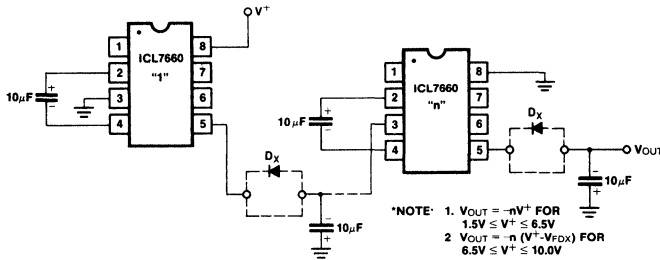 V+
1
2
3
4
ICL7660
"1"
8
7
6
5
10μF
+
−
DX
+
−
10μF
1
2
3
4
ICL7660
"n"
8
7
6
5
10μF
+
−
DX
VOUT
+
−
10μF
*NOTE· 1. VOUT = −nV+ FOR
1.5V ≤ V+ ≤ 6.5V
2 VOUT = −n (V+-VFDX) FOR
6.5V ≤ V+ ≤ 10.0V